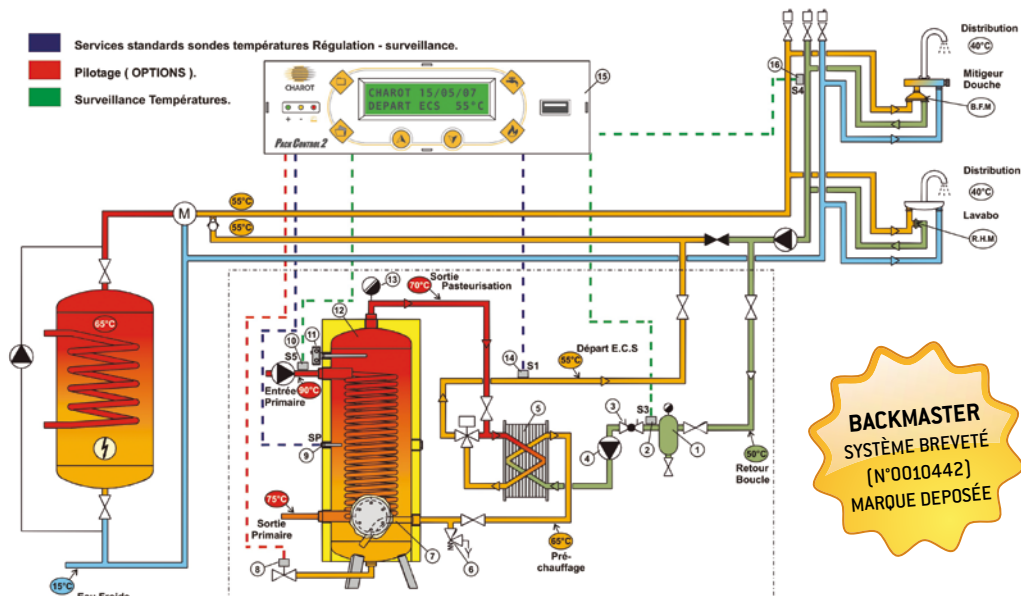 Services standards sondes températures Régulation - surveillance.
Pilotage ( OPTIONS ).
Surveillance Températures.
CHAROT
+ -
PACK CONTROL 2
CHAROT 15/05/07
DEPART ECS 55°C
15
16
S4
Distribution
40°C
Mitigeur
Douche
B.F.M
Distribution
40°C
Lavabo
R.H.M
M
55°C
55°C
65°C
15°C
Eau Froide
13
70°C
Sortie
Pasteurisation
12
11
10
S5
Entrée
Primaire
90°C
SP
9
75°C
Sortie
Primaire
8
7
6
65°C
Pré-
chauffage
14
S1
55°C
Départ E.C.S
5
4
3
S3
2
1
50°C
Retour
Boucle
BACKMASTER
SYSTÈME BREVETÉ
(N°0010442)
MARQUE DEPOSÉE